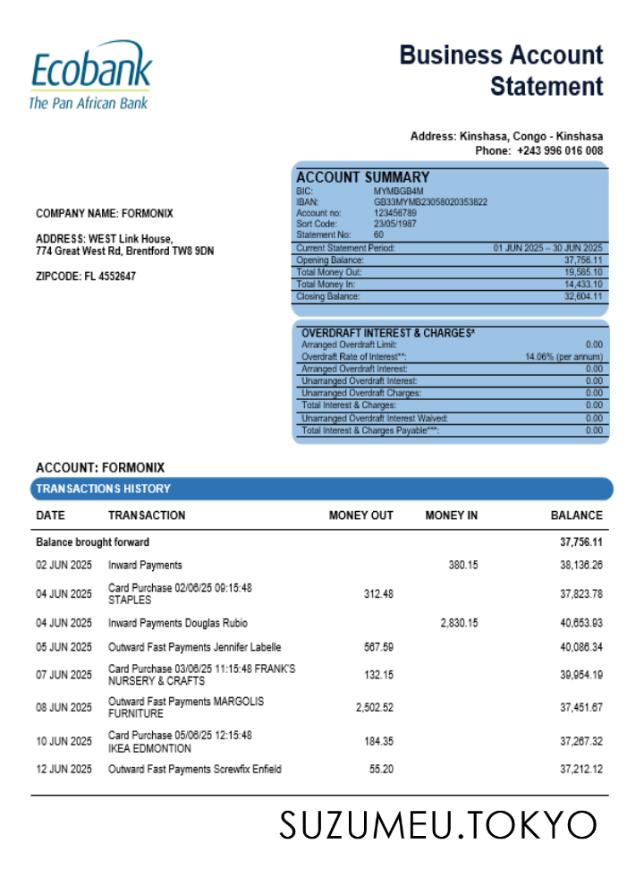 Ecobank
The Pan African Bank
Business Account
Statement
Address: Kinshasa, Congo - Kinshasa
Phone: +243 996 016 008
COMPANY NAME: FORMONIX
ADDRESS: WEST Link House,
774 Great West Rd, Brentford TW8 9DN
ZIPCODE: FL 4552647
ACCOUNT SUMMARY
BIC: MYMBGB4M
IBAN: GB33MYMB23058020353822
Account no: 123456789
Sort Code: 23/05/1987
Statement No: 60
Current Statement Period: 01 JUN 2025 – 30 JUN 2025
Opening Balance: 37,756.11
Total Money Out: 19,585.10
Total Money In: 14,433.10
Closing Balance: 32,604.11
OVERDRAFT INTEREST & CHARGES*
Arranged Overdraft Limit: 0.00
Overdraft Rate of Interest**: 14.06% (per annum)
Arranged Overdraft Interest: 0.00
Unarranged Overdraft Interest: 0.00
Unarranged Overdraft Charges: 0.00
Total Interest & Charges: 0.00
Unarranged Overdraft Interest Waived: 0.00
Total Interest & Charges Payable***: 0.00
ACCOUNT: FORMONIX
TRANSACTIONS HISTORY
DATE TRANSACTION MONEY OUT MONEY IN BALANCE
Balance brought forward 37,756.11
02 JUN 2025 Inward Payments 380.15 38,136.26
04 JUN 2025 Card Purchase 02/06/25 09:15:48 312.48 37,823.78
STAPLES
04 JUN 2025 Inward Payments Douglas Rubio 2,830.15 40,653.93
05 JUN 2025 Outward Fast Payments Jennifer Labelle 567.59 40,086.34
07 JUN 2025 Card Purchase 03/06/25 11:15:48 FRANK'S 132.15 39,954.19
NURSERY & CRAFTS
08 JUN 2025 Outward Fast Payments MARGOLIS 2,502.52 37,451.67
FURNITURE
10 JUN 2025 Card Purchase 05/06/25 12:15:48 184.35 37,267.32
IKEA EDMONTION
12 JUN 2025 Outward Fast Payments Screwfix Enfield 55.20 37,212.12
SUZUMEU.TOKYO